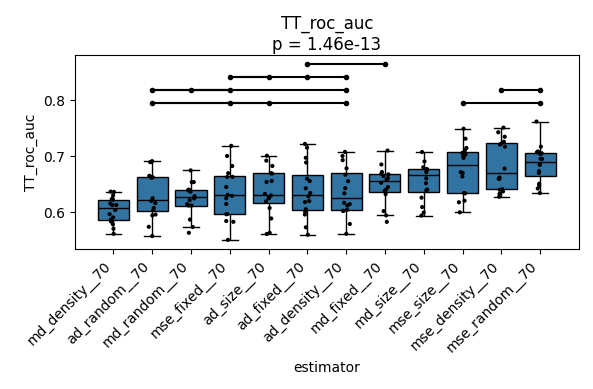 TT_roc_auc
p = 1.46e-13
TT_roc_auc
0.8
0.7
0.6
md_density__70
ad_random__70
md_random__70
mse_fixed__70
ad_size__70
ad_fixed__70
ad_density__70
md_fixed__70
md_size__70
mse_size__70
mse_density__70
mse_random__70
estimator